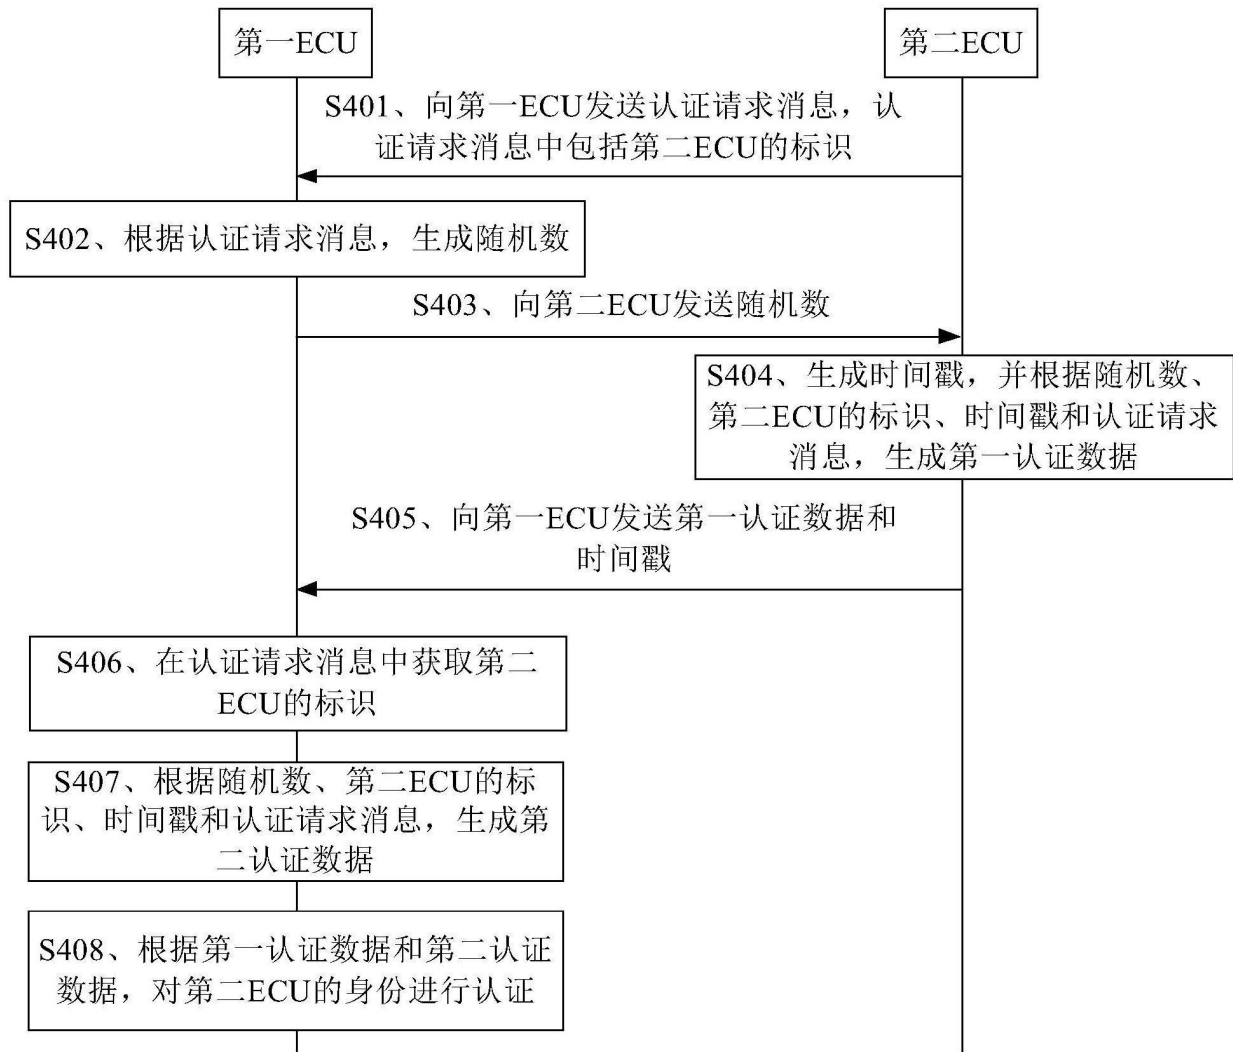 第一ECU
第二ECU
S401、向第一ECU发送认证请求消息，认
证请求消息中包括第二ECU的标识
S402、根据认证请求消息，生成随机数
S403、向第二ECU发送随机数
S404、生成时间戳，并根据随机数、
第二ECU的标识、时间戳和认证请求
消息，生成第一认证数据
S405、向第一ECU发送第一认证数据和
时间戳
S406、在认证请求消息中获取第二
ECU的标识
S407、根据随机数、第二ECU的标
识、时间戳和认证请求消息，生成第
二认证数据
S408、根据第一认证数据和第二认证
数据，对第二ECU的身份进行认证